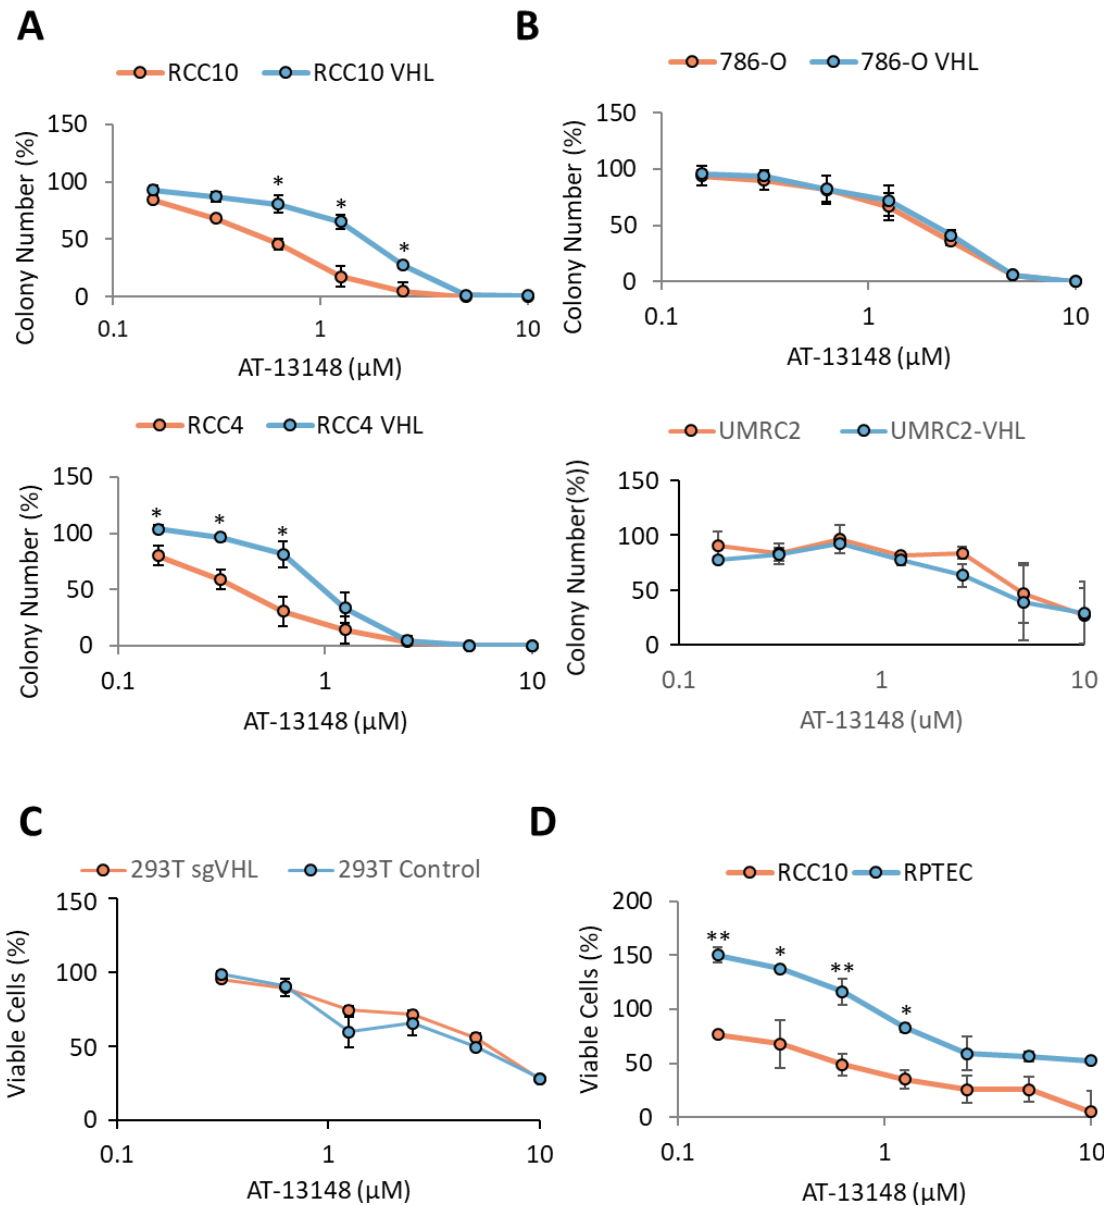 A
RCC10 RCC10 VHL
150
100
50
0
* * *
0.1 1 10
Colony Number (%)
AT-13148 (µM)
RCC4 RCC4 VHL
150
100
50
0
* * *
0.1 1 10
Colony Number (%)
AT-13148 (µM)
B
786-O 786-O VHL
150
100
50
0
0.1 1 10
Colony Number (%)
AT-13148 (µM)
UMRC2 UMRC2-VHL
150
100
50
0
0.1 1 10
Colony Number(%))
AT-13148 (uM)
C
293T sgVHL 293T Control
150
100
50
0
0.1 1 10
Viable Cells (%)
AT-13148 (µM)
D
RCC10 RPTEC
200
150
100
50
0
** * ** *
0.1 1 10
Viable Cells (%)
AT-13148 (µM)